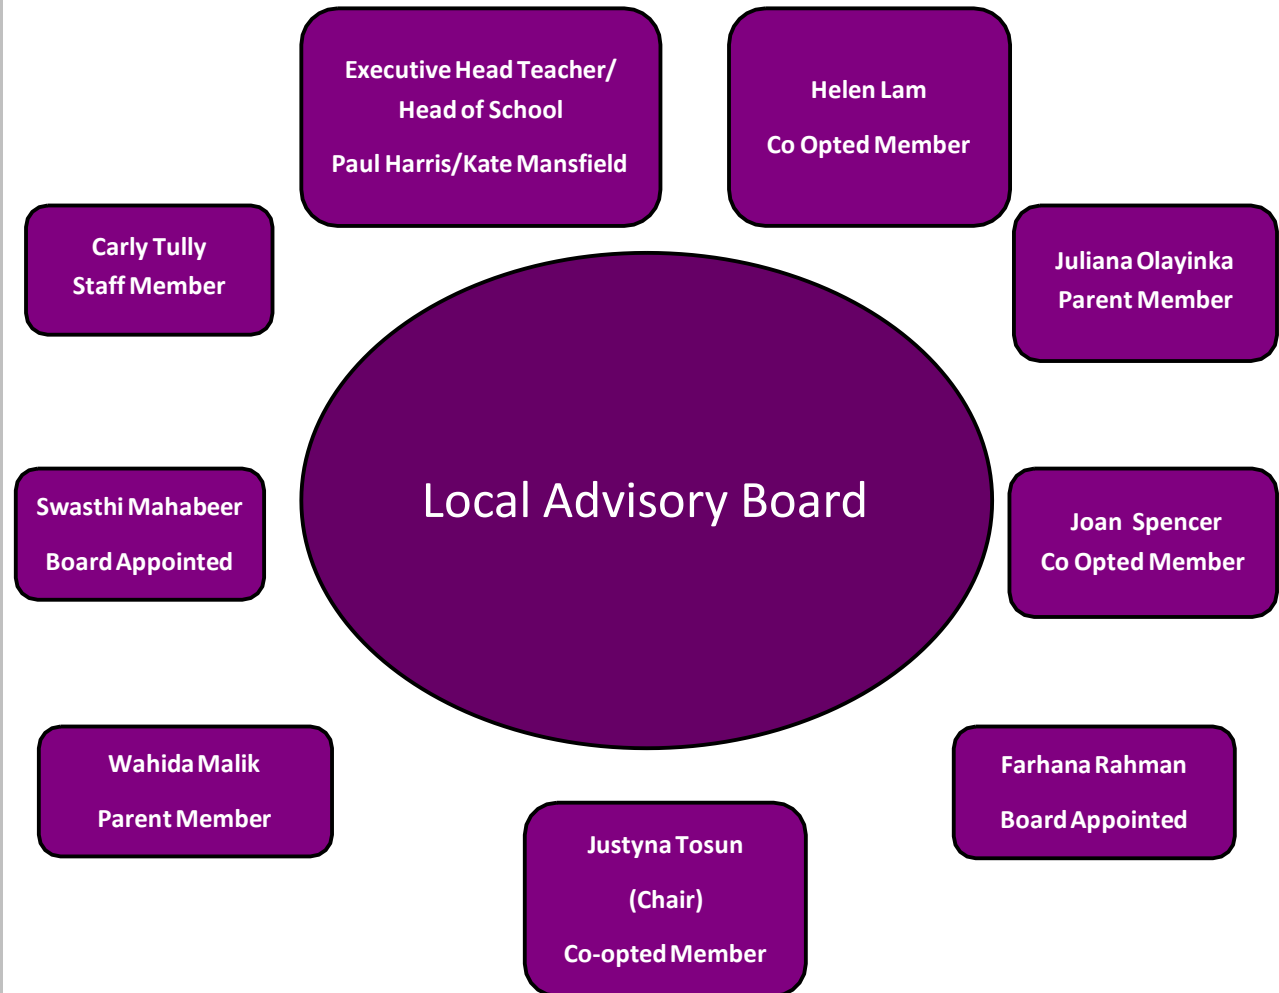 Executive Head Teacher/
Head of School
Paul Harris/Kate Mansfield
Helen Lam
Co Opted Member
Carly Tully
Staff Member
Juliana Olayinka
Parent Member
Local Advisory Board
Swasthi Mahabeer
Board Appointed
Joan Spencer
Co Opted Member
Wahida Malik
Parent Member
Farhana Rahman
Board Appointed
Justyna Tosun
(Chair)
Co-opted Member